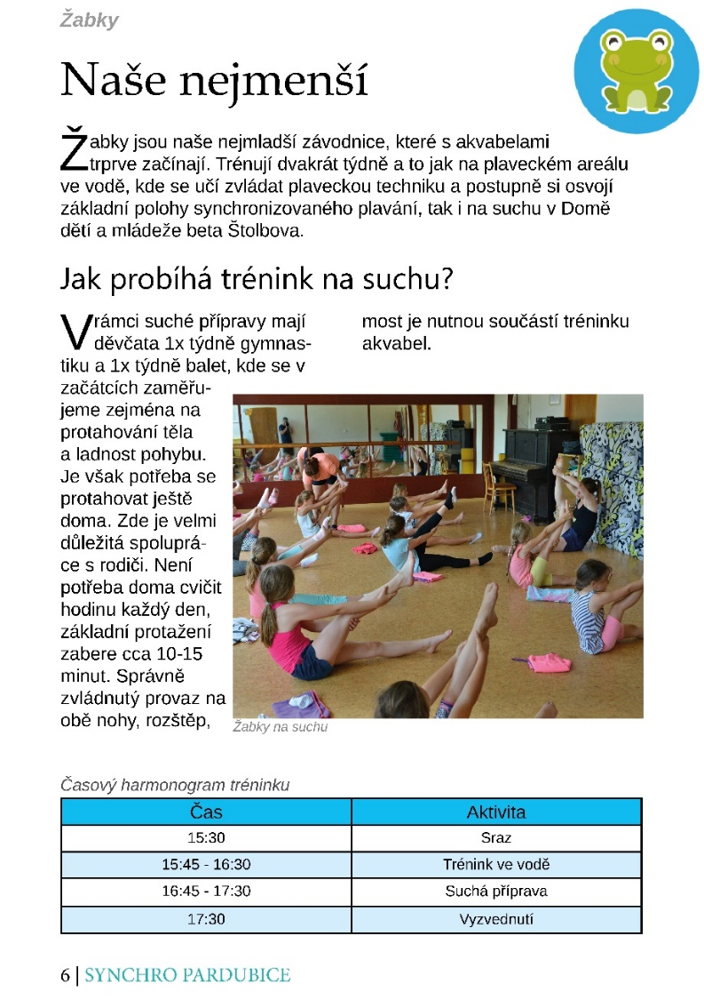 Žabky
Naše nejmenší
Žabky jsou naše nejmladší závodnice, které s akvabelami
trprve začínají. Trénují dvakrát týdně a to jak na plaveckém areálu
ve vodě, kde se učí zvládat plaveckou techniku a postupně si osvojí
základní polohy synchronizovaného plavání, tak i na suchu v Domě
dětí a mládeže beta Štolbova.
Jak probíhá trénink na suchu?
V rámci suché přípravy mají
děvčata 1x týdně gymnas-
tiku a 1x týdně balet, kde se v
začátcích zaměřu-
jeme zejména na
protahování těla
a ladnost pohybu.
Je však potřeba se
protahovat ještě
doma. Zde je velmi
důležitá spoluprá-
ce s rodiči. Není
potřeba doma cvičit
hodinu každý den,
základní protažení
zabere cca 10-15
minut. Správně
zvládnutý provaz na
obě nohy, rozštěp,
most je nutnou součástí tréninku
akvabel.
Žabky na suchu
Časový harmonogram tréninku
Čas Aktivita
15:30 Sraz
15:45 - 16:30 Trénink ve vodě
16:45 - 17:30 Suchá příprava
17:30 Vyzvednutí
6 | SYNCHRO PARDUBICE